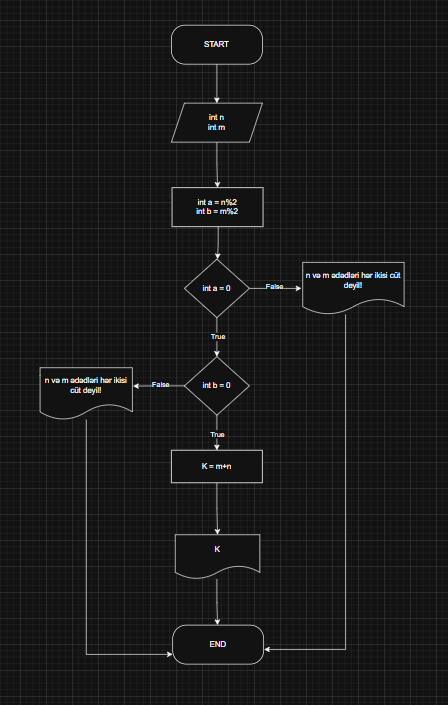 START
int n
int m
int a = n%2
int b = m%2
int a = 0
False
n və m ədədləri hər ikisi cüt
deyil!
True
int b = 0
False
n və m ədədləri hər ikisi
cüt deyil!
True
K = m+n
K
END